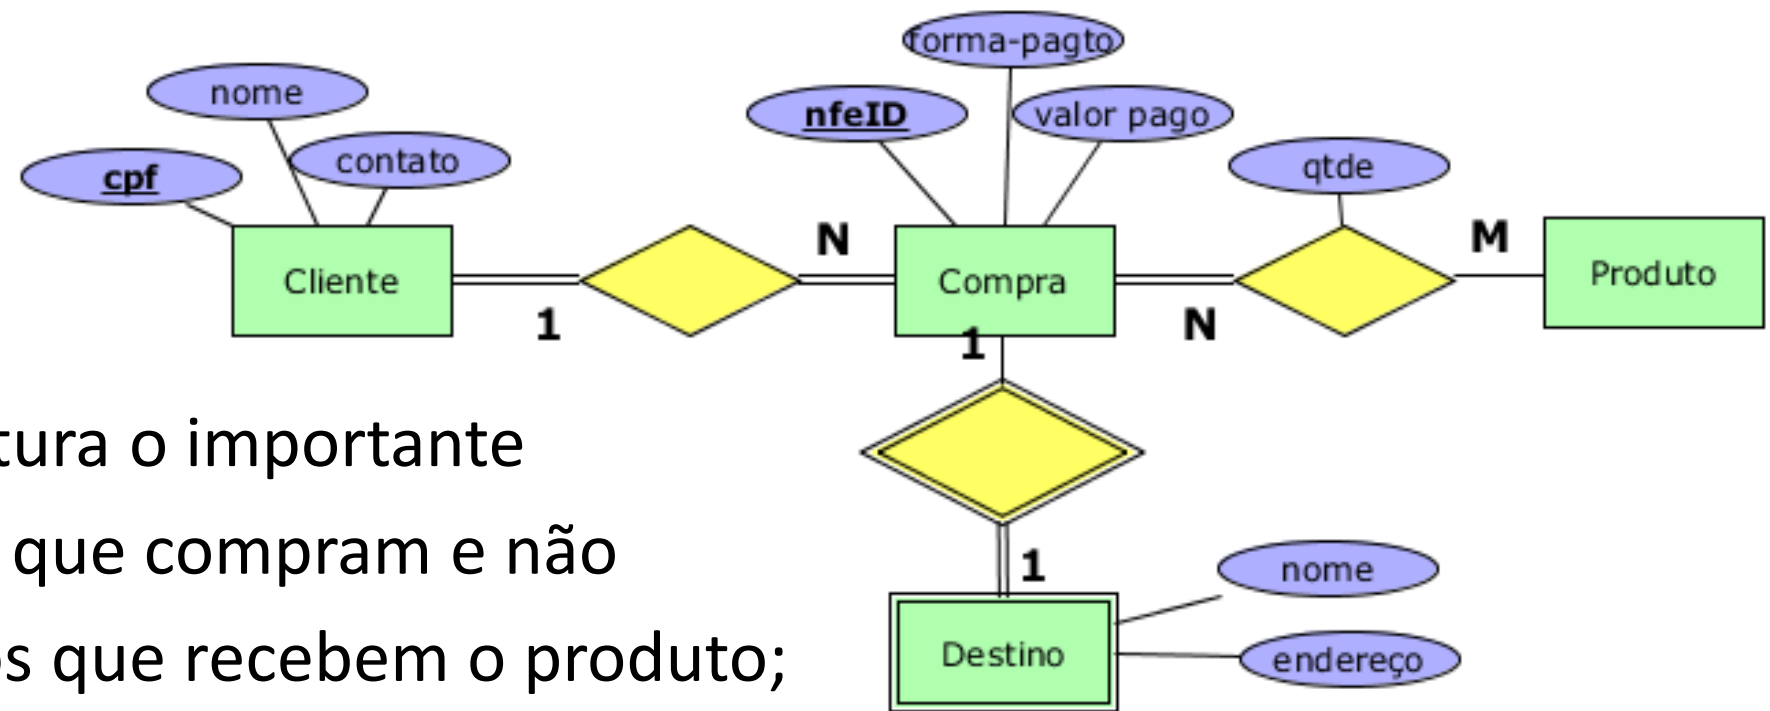 forma-pagto
nome
nfeID
valor pago
contato
qtde
cpf
N
M
Cliente
Compra
Produto
1
N
1
tura o importante
que compram e não
1
nome
os que recebem o produto;
Destino
endereço